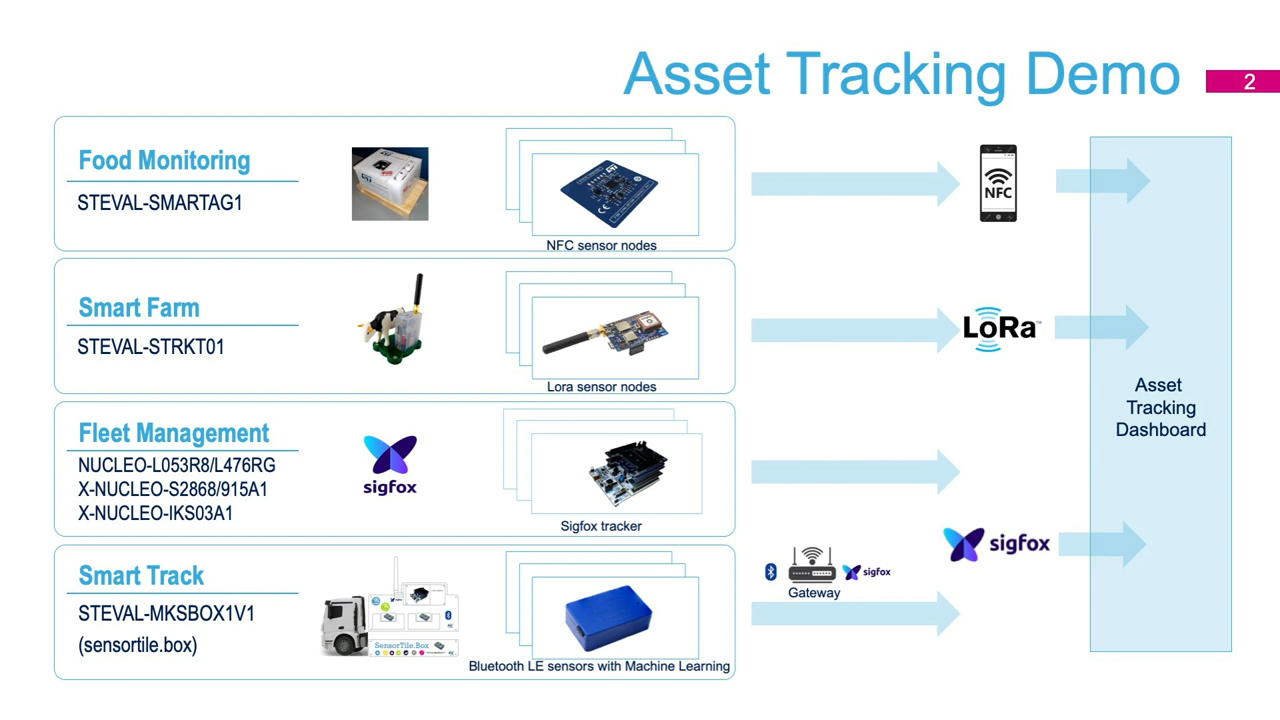 Asset Tracking Demo
2
Food Monitoring
STEVAL-SMARTAG1
NFC sensor nodes
NFC
Smart Farm
STEVAL-STRKT01
Lora sensor nodes
LoRa™
Asset
Tracking
Dashboard
Fleet Management
NUCLEO-L053R8/L476RG
X-NUCLEO-S2868/915A1
X-NUCLEO-IKS03A1
sigfox
Sigfox tracker
sigfox
Smart Track
STEVAL-MKSBOX1V1
(sensortile.box)
SensorTile.Box
Bluetooth LE sensors with Machine Learning
sigfox
Gateway